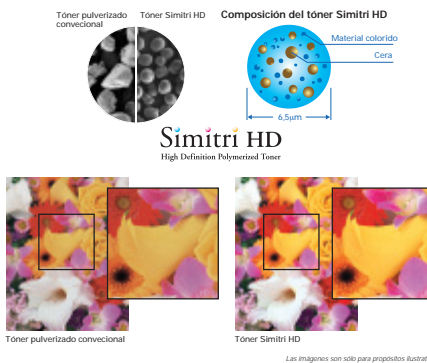 Tóner pulverizado
convecional
Tóner Simitri HD
Composición del tóner Simitri HD
Material colorido
Cera
6,5µm
Simitri HD
High Definition Polymerized Toner
Tóner pulverizado convencional
Tóner Simitri HD
Las imágenes son sólo para propósitos ilustrat